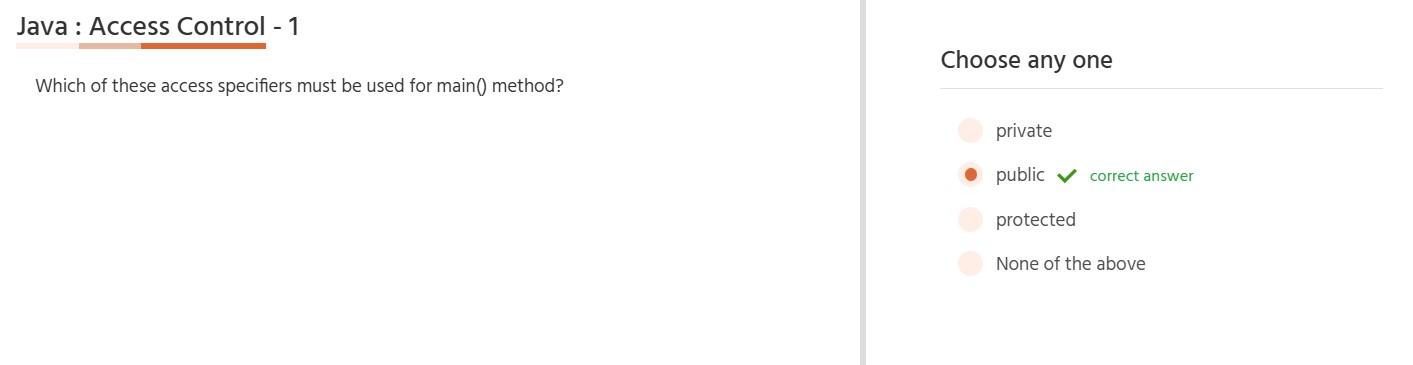 Java : Access Control - 1
Which of these access specifiers must be used for main() method?
Choose any one
private
public correct answer
protected
None of the above